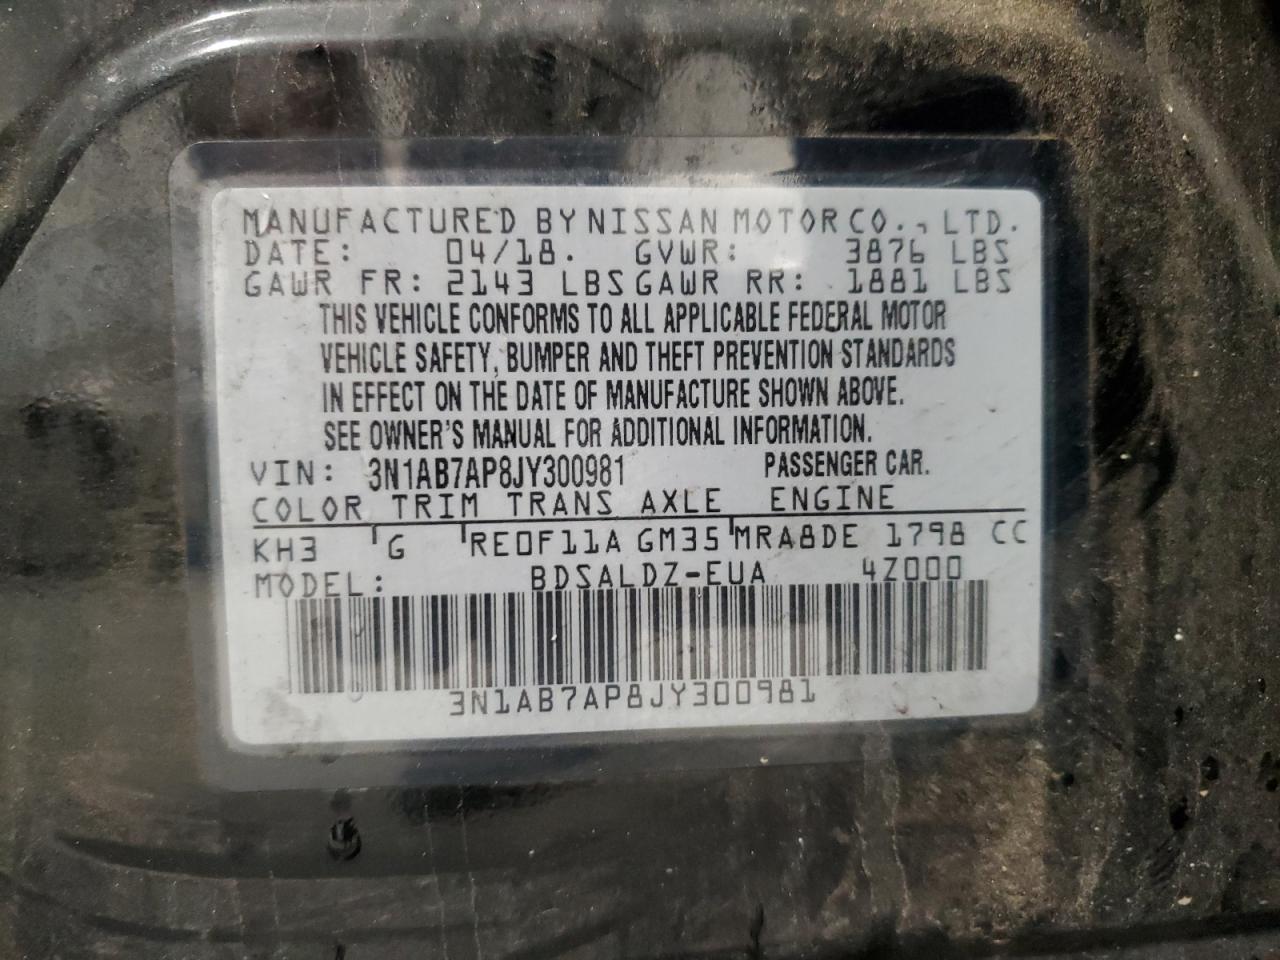 MANUFACTURED BY NISSAN MOTOR CO., LTD.
DATE: 04/18. GVWR: 3876 LBS
GAWR FR: 2143 LBS GAWR RR: 1881 LBS
THIS VEHICLE CONFORMS TO ALL APPLICABLE FEDERAL MOTOR
VEHICLE SAFETY, BUMPER AND THEFT PREVENTION STANDARDS
IN EFFECT ON THE DATE OF MANUFACTURE SHOWN ABOVE.
SEE OWNER'S MANUAL FOR ADDITIONAL INFORMATION.
VIN: 3N1AB7AP8JY300981 PASSENGER CAR.
COLOR TRIM TRANS AXLE ENGINE
KH3 G RE0F11A GM35 MRA8DE 1798 CC
MODEL: BDSALDZ-EUA 4Z000
3N1AB7AP8JY300981